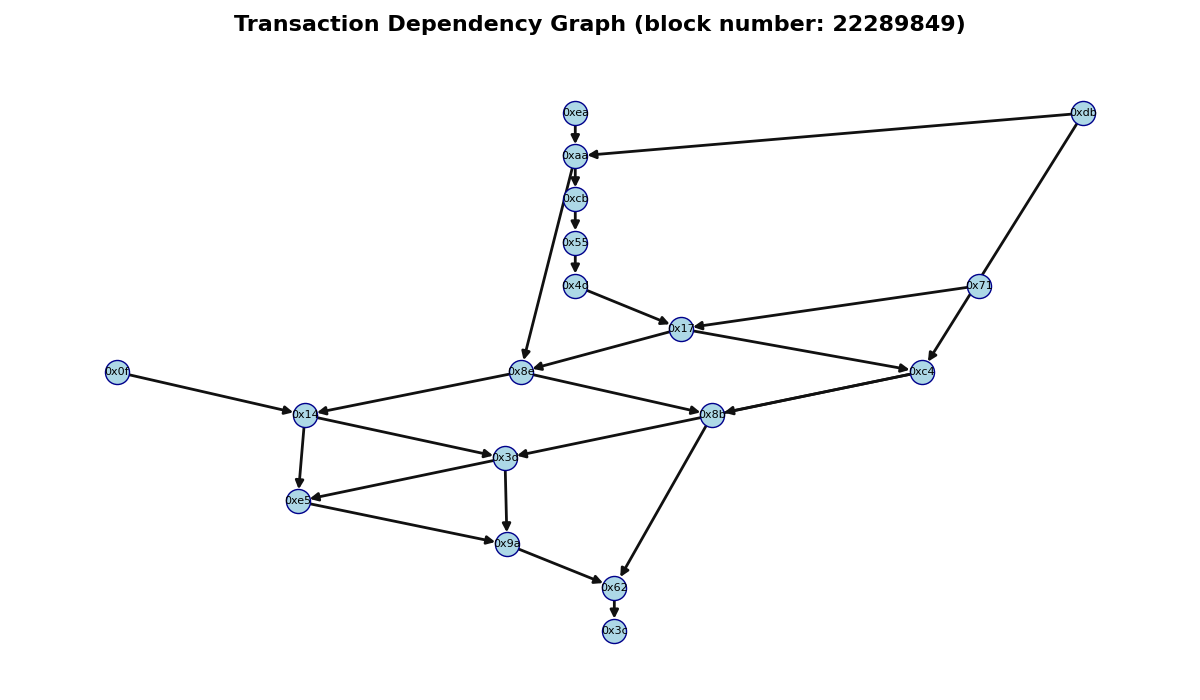 Transaction Dependency Graph (block number: 22289849)
0xea
0xdb
0xaa
0xcb
0x55
0x4d
0x71
0x17
0x0f
0x8e
0xc4
0x14
0x8b
0x3d
0xe5
0x9a
0x62
0x3c